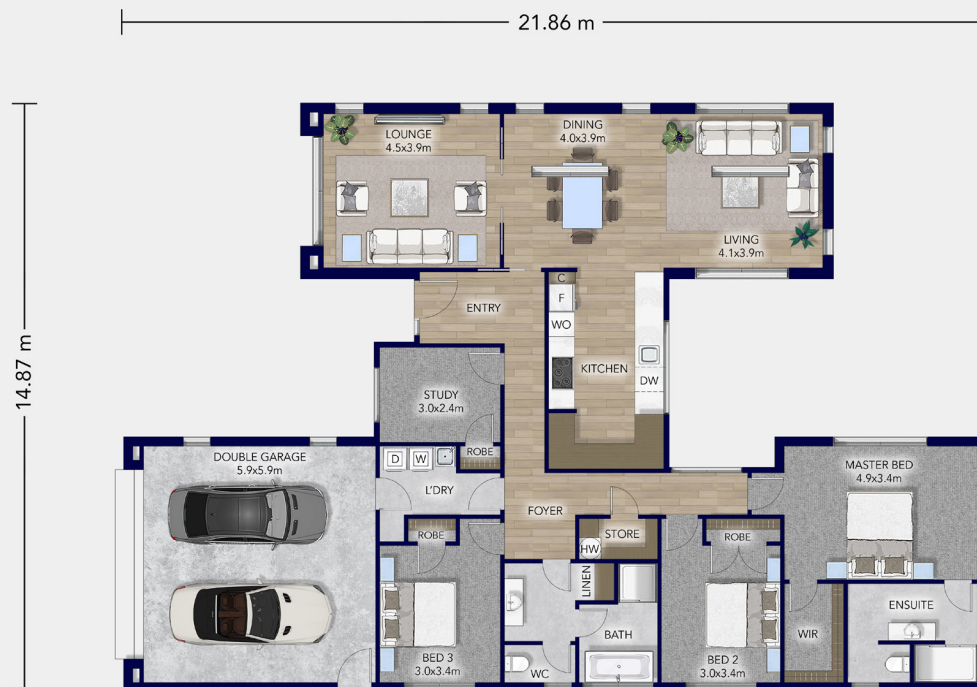 21.86 m
14.87 m
LOUNGE
4.5x3.9m
DINING
4.0x3.9m
LIVING
4.1x3.9m
ENTRY
C
F
WO
KITCHEN
DW
STUDY
3.0x2.4m
ROBE
DOUBLE GARAGE
5.9x5.9m
D
W
L'DRY
FOYER
MASTER BED
4.9x3.4m
ROBE
STORE
HW
ROBE
LINEN
ENSUITE
BATH
WIR
BED 3
3.0x3.4m
WC
BED 2
3.0x3.4m